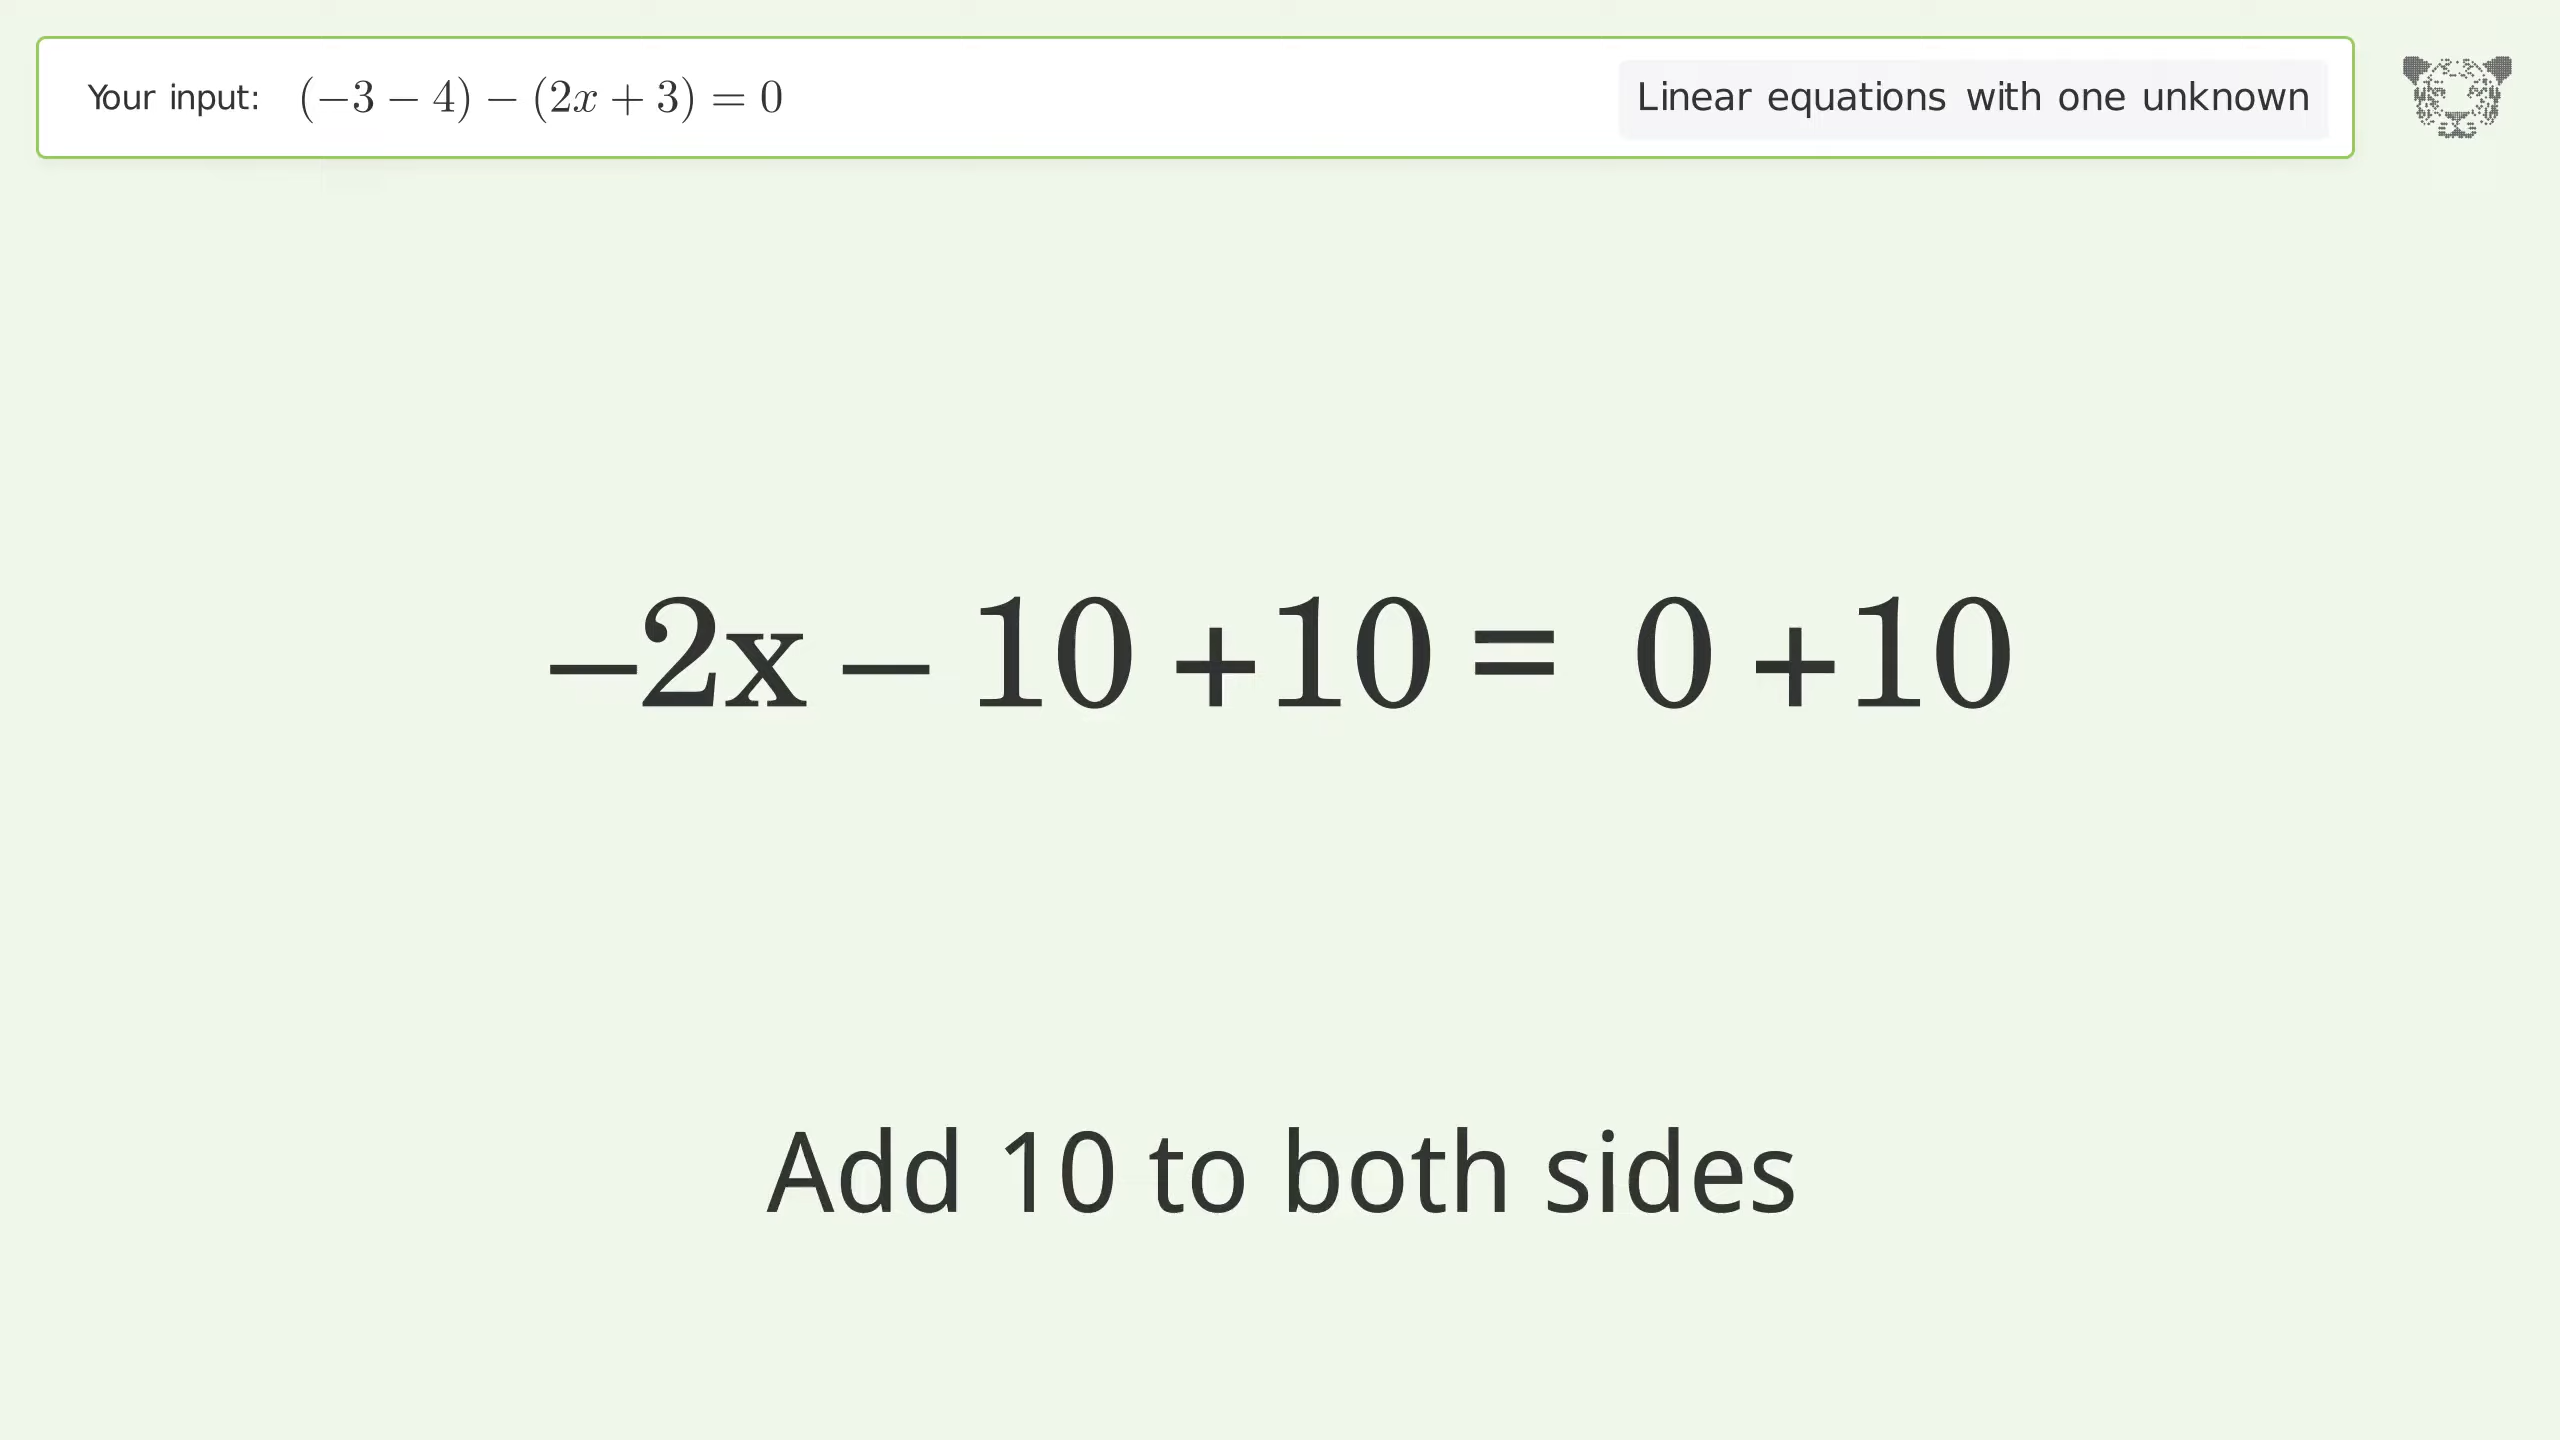 Your input: (−3 − 4) − (2x + 3) = 0
Linear equations with one unknown
−2x − 10 +10 = 0 +10
Add 10 to both sides